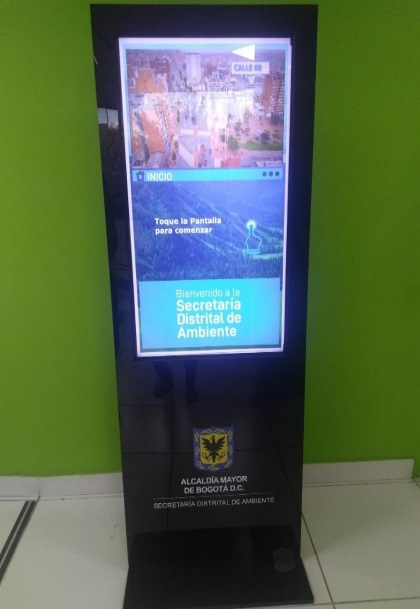 CALLE 60
INICIO
Toque la Pantalla
para comenzar
Bienvenido a la
Secretaría
Distrital de
Ambiente
ALCALDÍA MAYOR
DE BOGOTÁ D.C.
SECRETARÍA DISTRITAL DE AMBIENTE